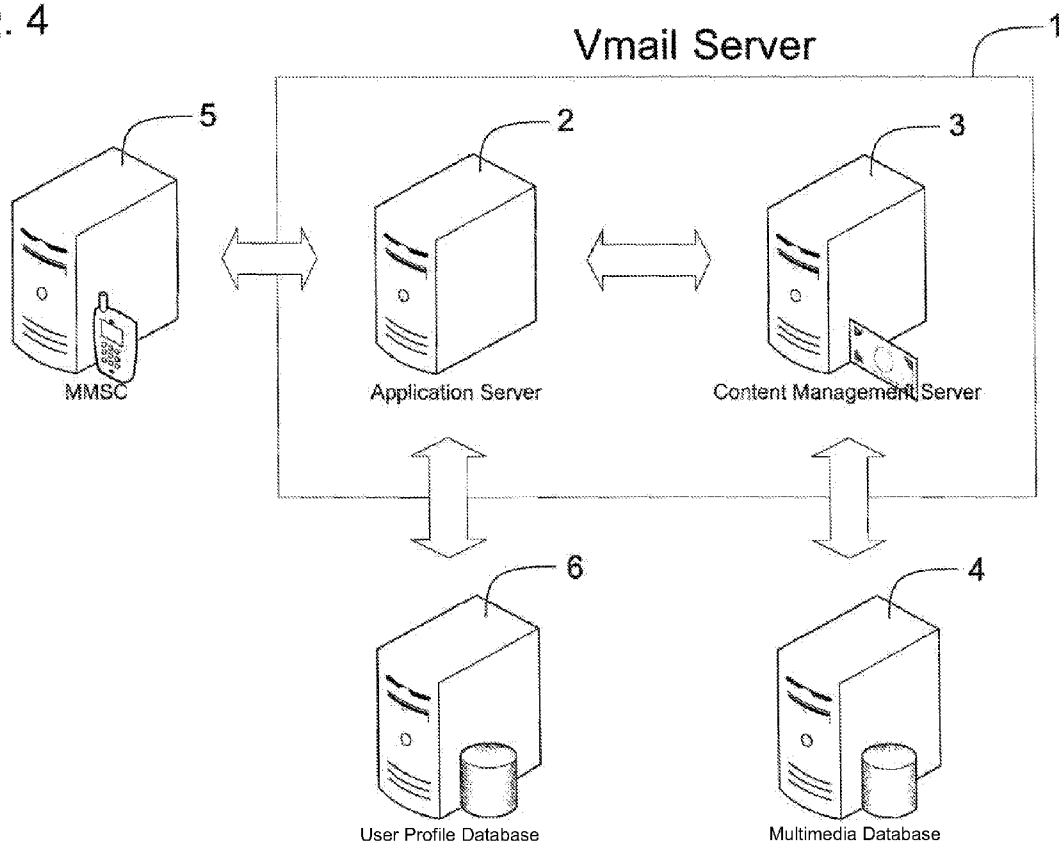 . 4
1
Vmail Server
5
2
3
MMSC
Application Server
Content Management Server
6
4
User Profile Database
Multimedia Database